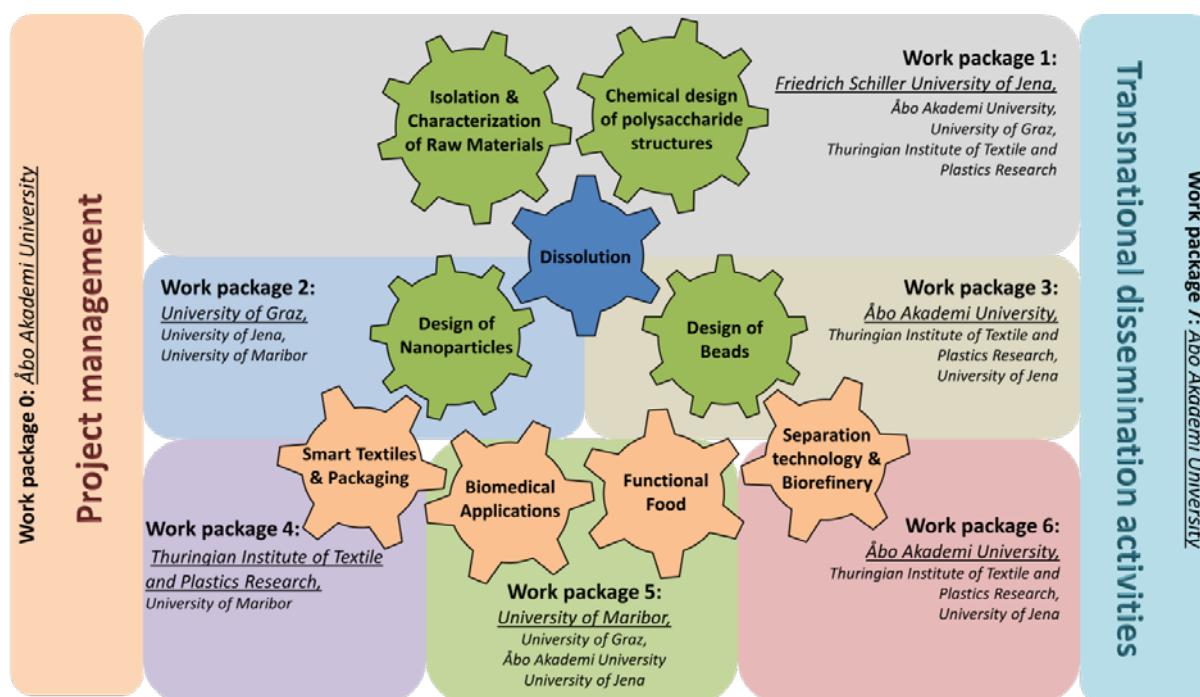 Work package 0: Åbo Akademi University
Project management
Isolation &
Characterization
of Raw Materials
Chemical design
of polysaccharide
structures
Work package 1:
Friedrich Schiller University of Jena,
Åbo Akademi University,
University of Graz,
Thuringian Institute of Textile and
Plastics Research
Dissolution
Work package 2:
University of Graz,
University of Jena,
University of Maribor
Design of
Nanoparticles
Design of
Beads
Work package 3:
Åbo Akademi University,
Thuringian Institute of Textile and
Plastics Research,
University of Jena
Smart Textiles
& Packaging
Biomedical
Applications
Functional
Food
Separation
technology &
Biorefinery
Work package 4:
Thuringian Institute of Textile
and Plastics Research,
University of Maribor
Work package 5:
University of Maribor,
University of Graz,
Åbo Akademi University
University of Jena
Work package 6:
Åbo Akademi University,
Thuringian Institute of Textile and
Plastics Research,
University of Jena
Transnational dissemination activities
Work package 7: Åbo Akademi University